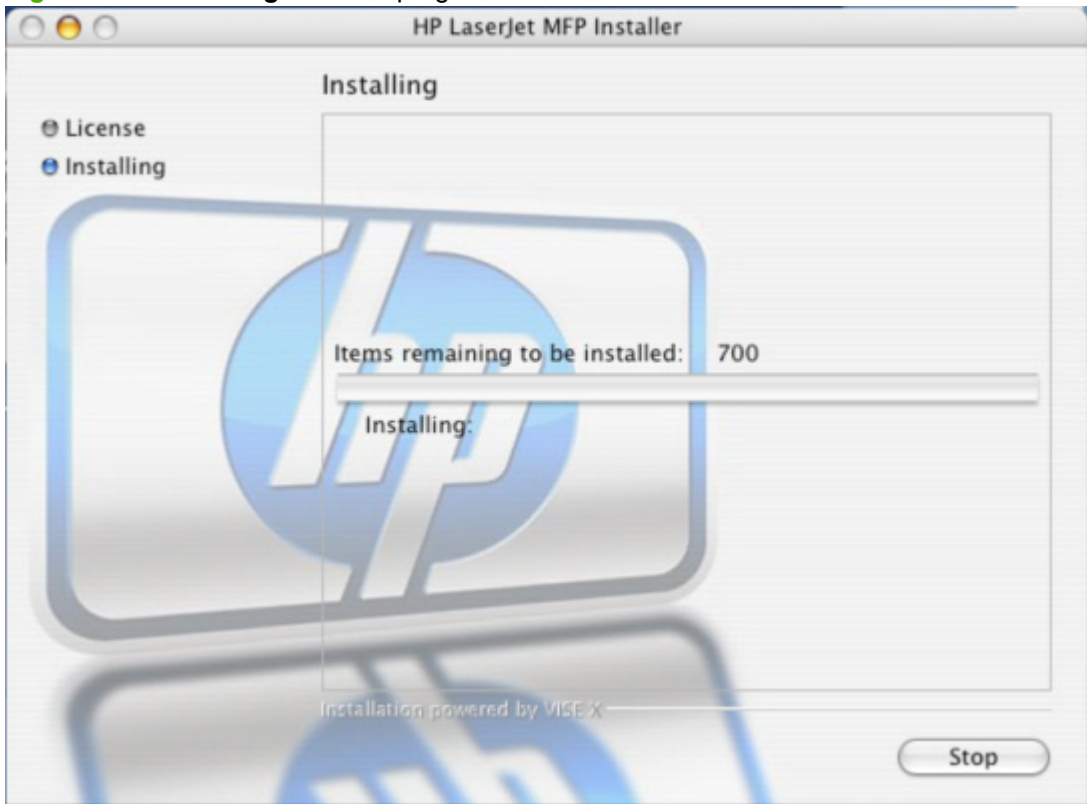 HP LaserJet MFP Installer
Installing
License
Installing
hp
Items remaining to be installed: 700
Installing:
Installation powered by VISE X
Stop